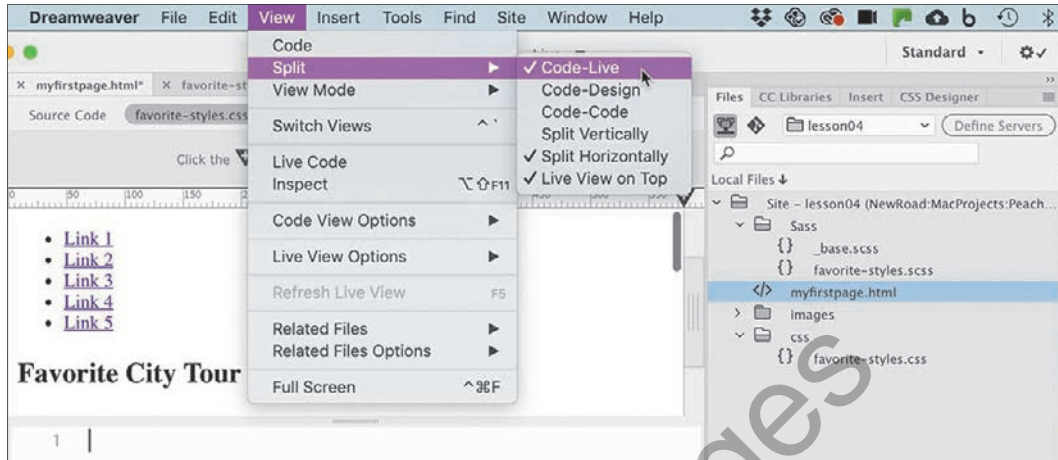 Dreamweaver File Edit View Insert Tools Find Site Window Help
Code
Split
View Mode
Switch Views ^`
Live Code
Inspect ⌥⇧F11
Code View Options
Live View Options
Refresh Live View F5
Related Files
Related Files Options
Full Screen ^⌘F
✓ Code-Live
Code-Design
Code-Code
Split Vertically
✓ Split Horizontally
✓ Live View on Top
Standard
× myfirstpage.html* × favorite-st
Source Code favorite-styles.css
Click the
0 50 100 150
• Link 1
• Link 2
• Link 3
• Link 4
• Link 5
Favorite City Tour
1
Files CC Libraries Insert CSS Designer
lesson04 Define Servers
Local Files
Site – lesson04 (NewRoad:MacProjects:Peach...
Sass
{} _base.scss
{} favorite-styles.scss
</> myfirstpage.html
images
css
{} favorite-styles.css